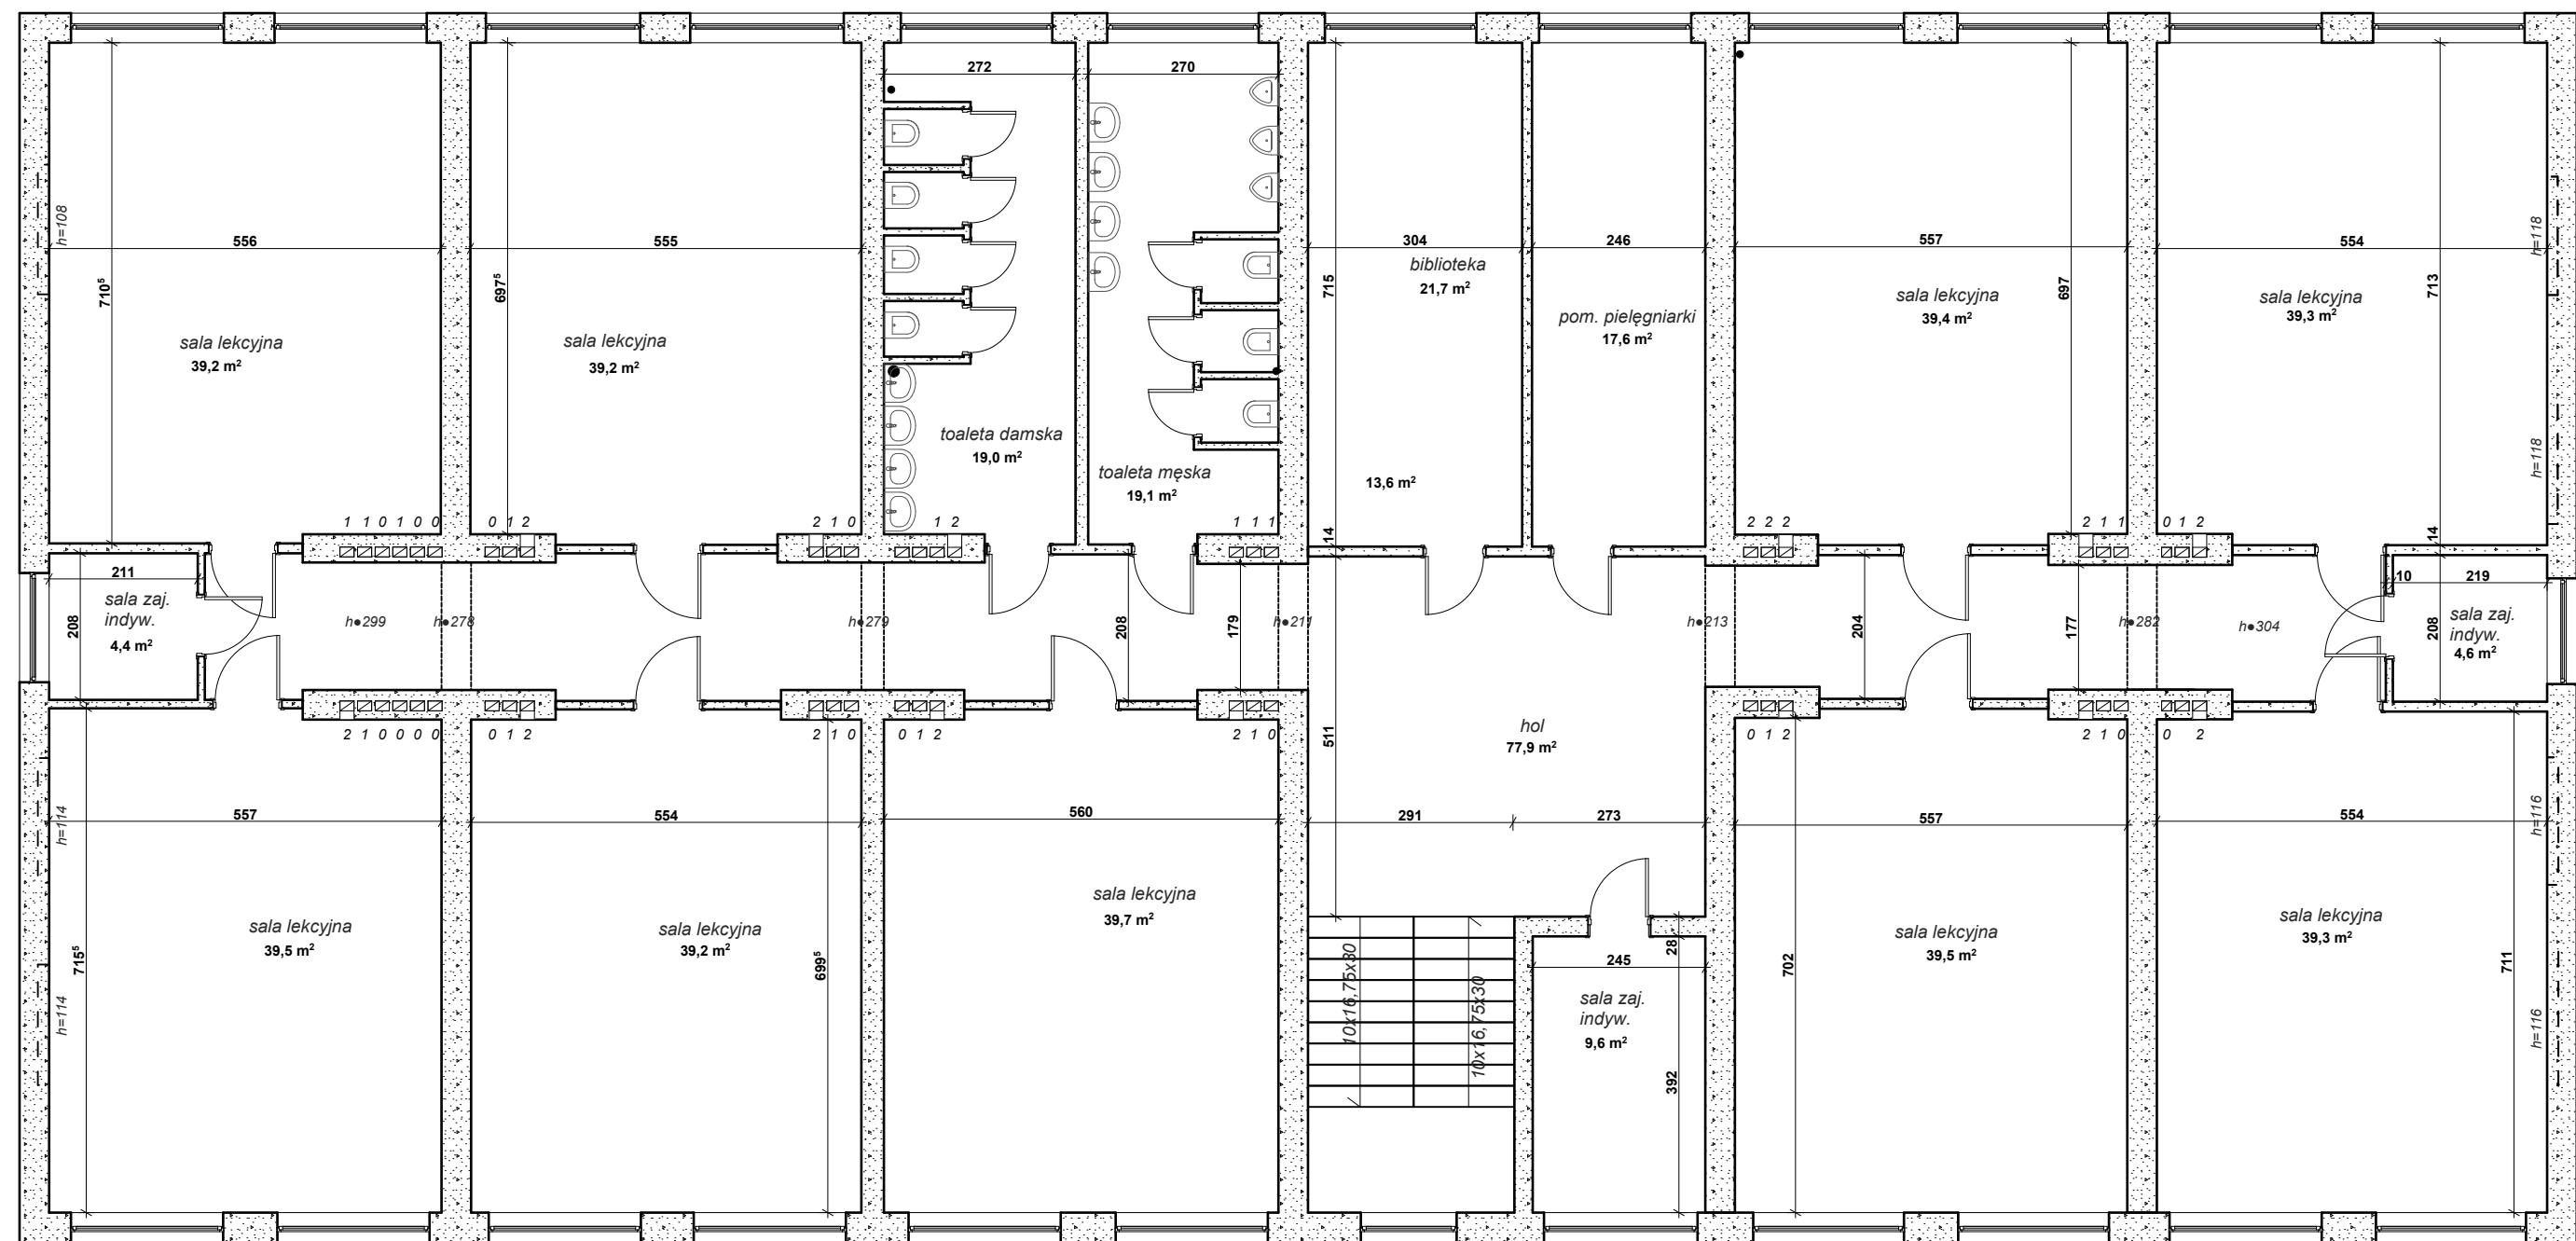 272
270
h=108
556
555
304
246
557
554
h=118
h=118
710⁵
697⁵
715
697
713
biblioteka
21,7 m²
sala lekcyjna
39,2 m²
sala lekcyjna
39,2 m²
pom. pielęgniarki
17,6 m²
sala lekcyjna
39,4 m²
sala lekcyjna
39,3 m²
toaleta damska
19,0 m²
toaleta męska
19,1 m²
13,6 m²
h=118
1 1 0 1 0 0
0 1 2
2 1 0
1 2
1 1 1
14
2 2 2
2 1 1
0 1 2
14
211
10
219
sala zaj.
indyw.
4,4 m²
208
h●299
h●278
h●279
208
179
h●211
h●213
204
177
h●282
h●304
208
sala zaj.
indyw.
4,6 m²
2 1 0 0 0 0
0 1 2
2 1 0
0 1 2
2 1 0
511
hol
77,9 m²
0 1 2
2 1 0
0 2
h=114
557
554
560
291
273
557
554
h=116
sala lekcyjna
39,5 m²
715⁵
sala lekcyjna
39,2 m²
699⁵
sala lekcyjna
39,7 m²
28
245
702
sala lekcyjna
39,5 m²
sala lekcyjna
39,3 m²
711
h=114
10x16,75x30
10x16,75x30
sala zaj.
indyw.
9,6 m²
392
h=116